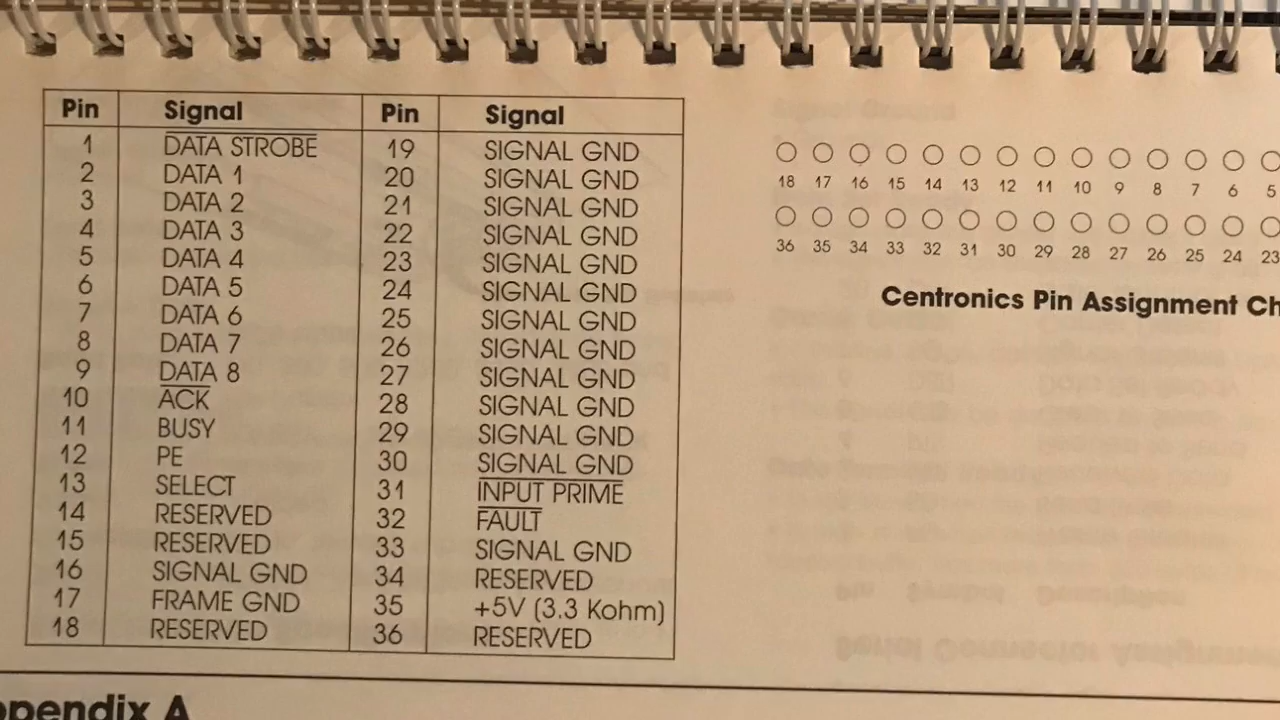 Pin Signal Pin Signal
1 DATA STROBE 19 SIGNAL GND
2 DATA 1 20 SIGNAL GND
3 DATA 2 21 SIGNAL GND
4 DATA 3 22 SIGNAL GND
5 DATA 4 23 SIGNAL GND
6 DATA 5 24 SIGNAL GND
7 DATA 6 25 SIGNAL GND
8 DATA 7 26 SIGNAL GND
9 DATA 8 27 SIGNAL GND
10 ACK 28 SIGNAL GND
11 BUSY 29 SIGNAL GND
12 PE 30 SIGNAL GND
13 SELECT 31 INPUT PRIME
14 RESERVED 32 FAULT
15 RESERVED 33 SIGNAL GND
16 SIGNAL GND 34 RESERVED
17 FRAME GND 35 +5V (3.3 Kohm)
18 RESERVED 36 RESERVED
18 17 16 15 14 13 12 11 10 9 8 7 6 5
36 35 34 33 32 31 30 29 28 27 26 25 24 23
Centronics Pin Assignment Ch
ppendix A